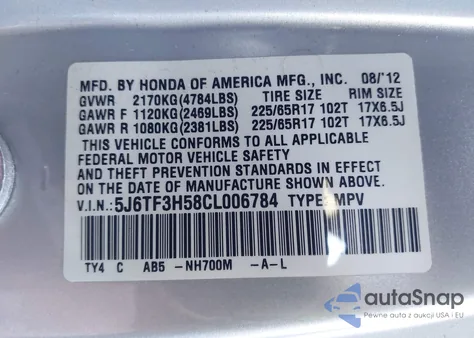 MFD. BY HONDA OF AMERICA MFG., INC. 08/'12
GVWR 2170KG(4784LBS) TIRE SIZE RIM SIZE
GAWR F 1120KG(2469LBS) 225/65R17 102T 17X6.5J
GAWR R 1080KG(2381LBS) 225/65R17 102T 17X6.5J
THIS VEHICLE CONFORMS TO ALL APPLICABLE
FEDERAL MOTOR VEHICLE SAFETY
AND THEFT PREVENTION STANDARDS IN EFFECT
ON THE DATE OF MANUFACTURE SHOWN ABOVE.
V.I.N.: 5J6TF3H58CL006784 TYPE: MPV
TY4 C AB5 -NH700M -A-L
autoSnap
Pewne auta z aukcji USA i EU